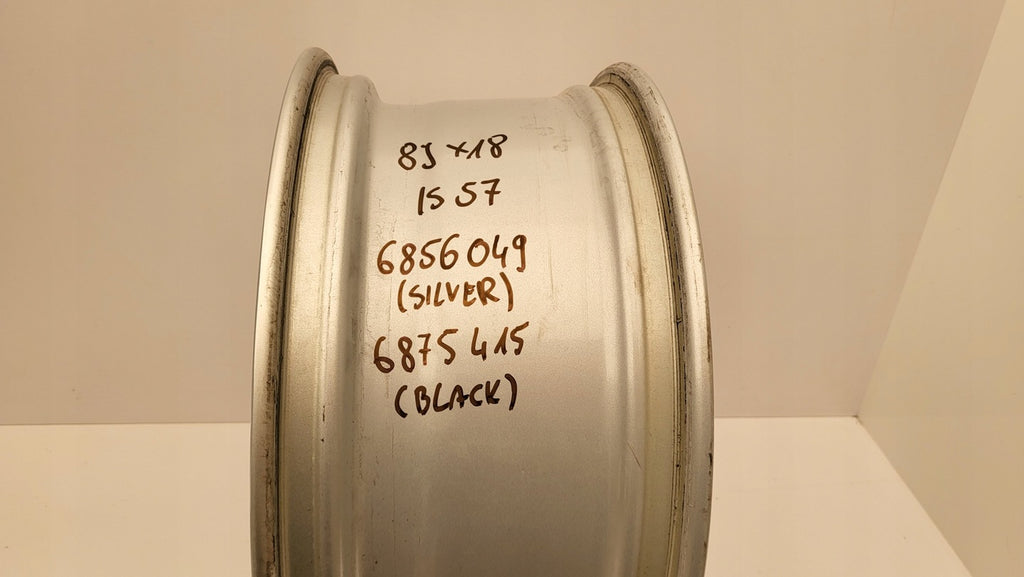 8J x18
IS 57
6856049
(SILVER)
6875415
(BLACK)